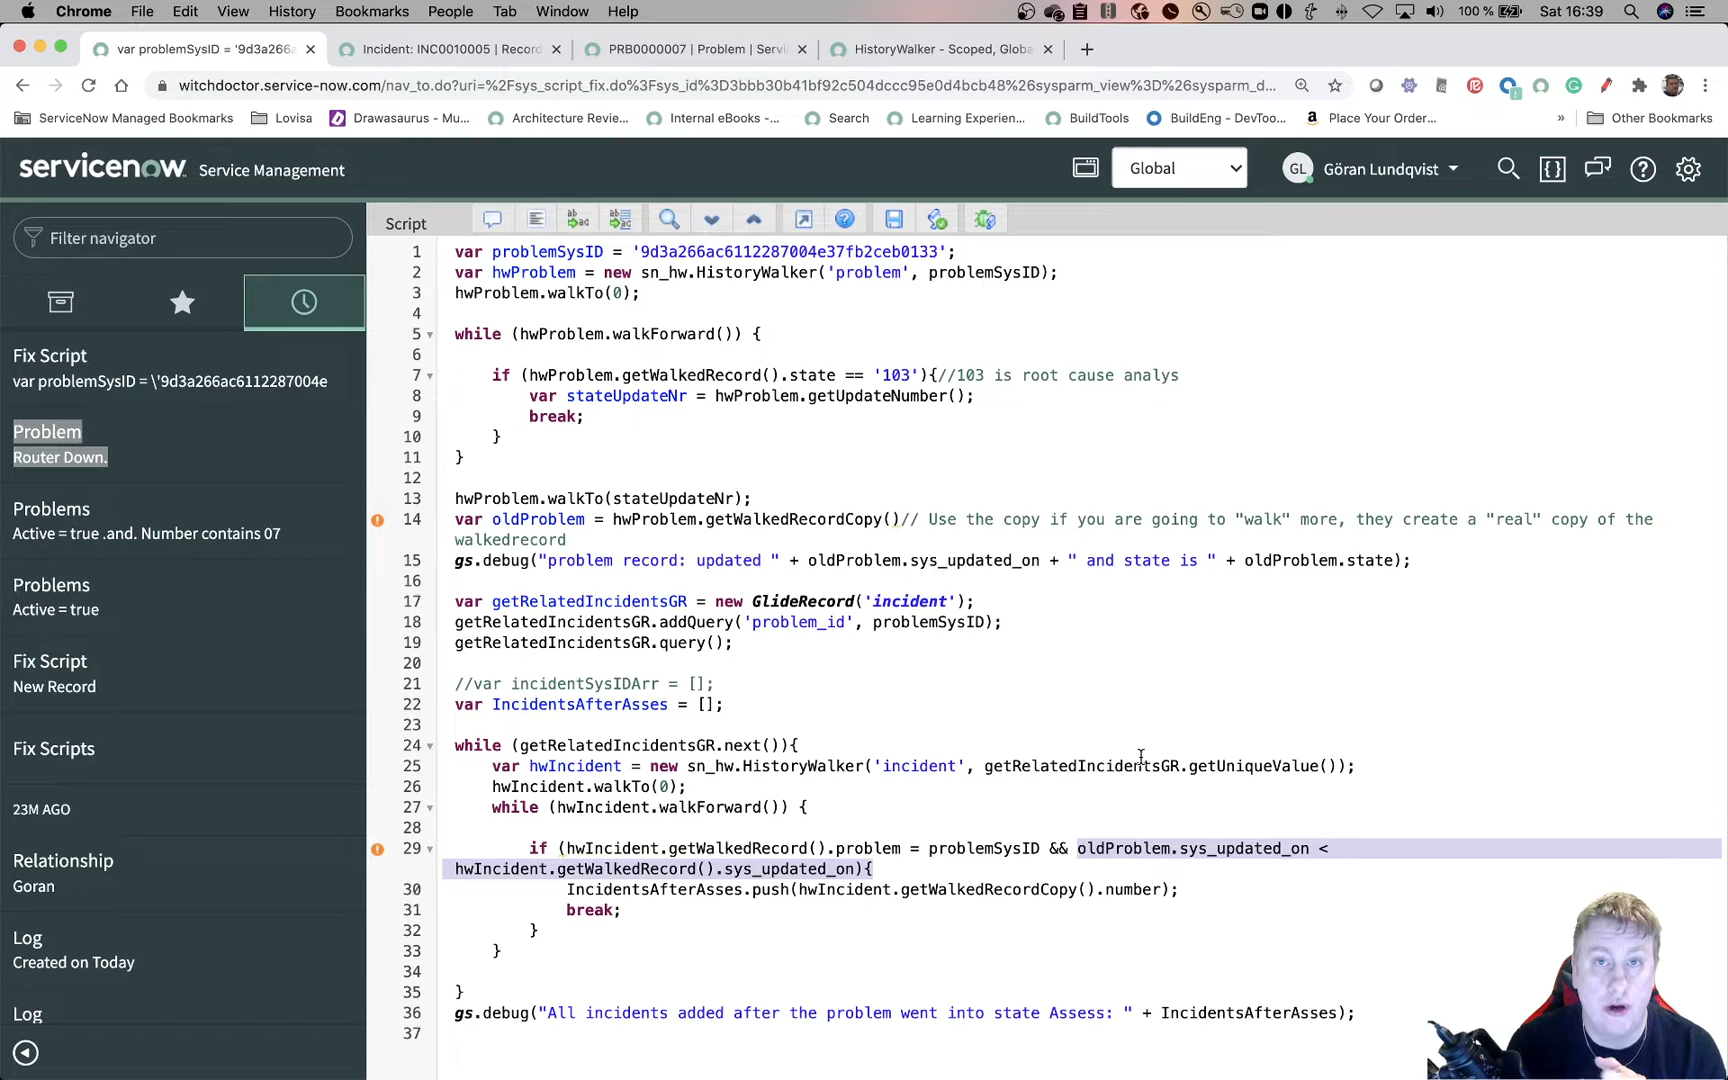 Chrome File Edit View History Bookmarks People Tab Window Help 100 % Sat 16:39
var problemSysID = '9d3a266a Incident: INC0010005 | Record PRB0000007 | Problem | Servi HistoryWalker - Scoped, Globa
witchdoctor.service-now.com/nav_to.do?uri=%2Fsys_script_fix.do%3Fsys_id%3D3bbb30b41bf92c504dccc95e0d4bcb48%26sysparm_view%3D%26sysparm_d...
ServiceNow Managed Bookmarks Lovisa Drawasaurus - Mu... Architecture Revie... Internal eBooks -... Search Learning Experien... BuildTools BuildEng - DevToo... Place Your Order... » Other Bookmarks
servicenow Service Management Global GL Göran Lundqvist
Filter navigator
Fix Script
var problemSysID = \'9d3a266ac6112287004e
Problem
Router Down.
Problems
Active = true .and. Number contains 07
Problems
Active = true
Fix Script
New Record
Fix Scripts
23M AGO
Relationship
Goran
Log
Created on Today
Log
Script
1 var problemSysID = '9d3a266ac6112287004e37fb2ceb0133';
2 var hwProblem = new sn_hw.HistoryWalker('problem', problemSysID);
3 hwProblem.walkTo(0);
4
5 while (hwProblem.walkForward()) {
6
7 if (hwProblem.getWalkedRecord().state == '103'){//103 is root cause analys
8 var stateUpdateNr = hwProblem.getUpdateNumber();
9 break;
10 }
11 }
12
13 hwProblem.walkTo(stateUpdateNr);
14 var oldProblem = hwProblem.getWalkedRecordCopy()// Use the copy if you are going to "walk" more, they create a "real" copy of the
walkedrecord
15 gs.debug("problem record: updated " + oldProblem.sys_updated_on + " and state is " + oldProblem.state);
16
17 var getRelatedIncidentsGR = new GlideRecord('incident');
18 getRelatedIncidentsGR.addQuery('problem_id', problemSysID);
19 getRelatedIncidentsGR.query();
20
21 //var incidentSysIDArr = [];
22 var IncidentsAfterAsses = [];
23
24 while (getRelatedIncidentsGR.next()){
25 var hwIncident = new sn_hw.HistoryWalker('incident', getRelatedIncidentsGR.getUniqueValue());
26 hwIncident.walkTo(0);
27 while (hwIncident.walkForward()) {
28
29 if (hwIncident.getWalkedRecord().problem = problemSysID && oldProblem.sys_updated_on <
hwIncident.getWalkedRecord().sys_updated_on){
30 IncidentsAfterAsses.push(hwIncident.getWalkedRecordCopy().number);
31 break;
32 }
33 }
34
35 }
36 gs.debug("All incidents added after the problem went into state Assess: " + IncidentsAfterAsses);
37